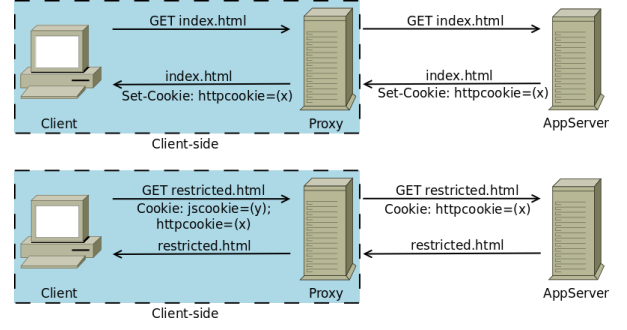 GET index.html
GET index.html
index.html
Set-Cookie: httpcookie=(x)
index.html
Set-Cookie: httpcookie=(x)
Client
Proxy
AppServer
Client-side
GET restricted.html
Cookie: jscookie=(y);
httpcookie=(x)
GET restricted.html
Cookie: httpcookie=(x)
restricted.html
restricted.html
Client
Proxy
AppServer
Client-side